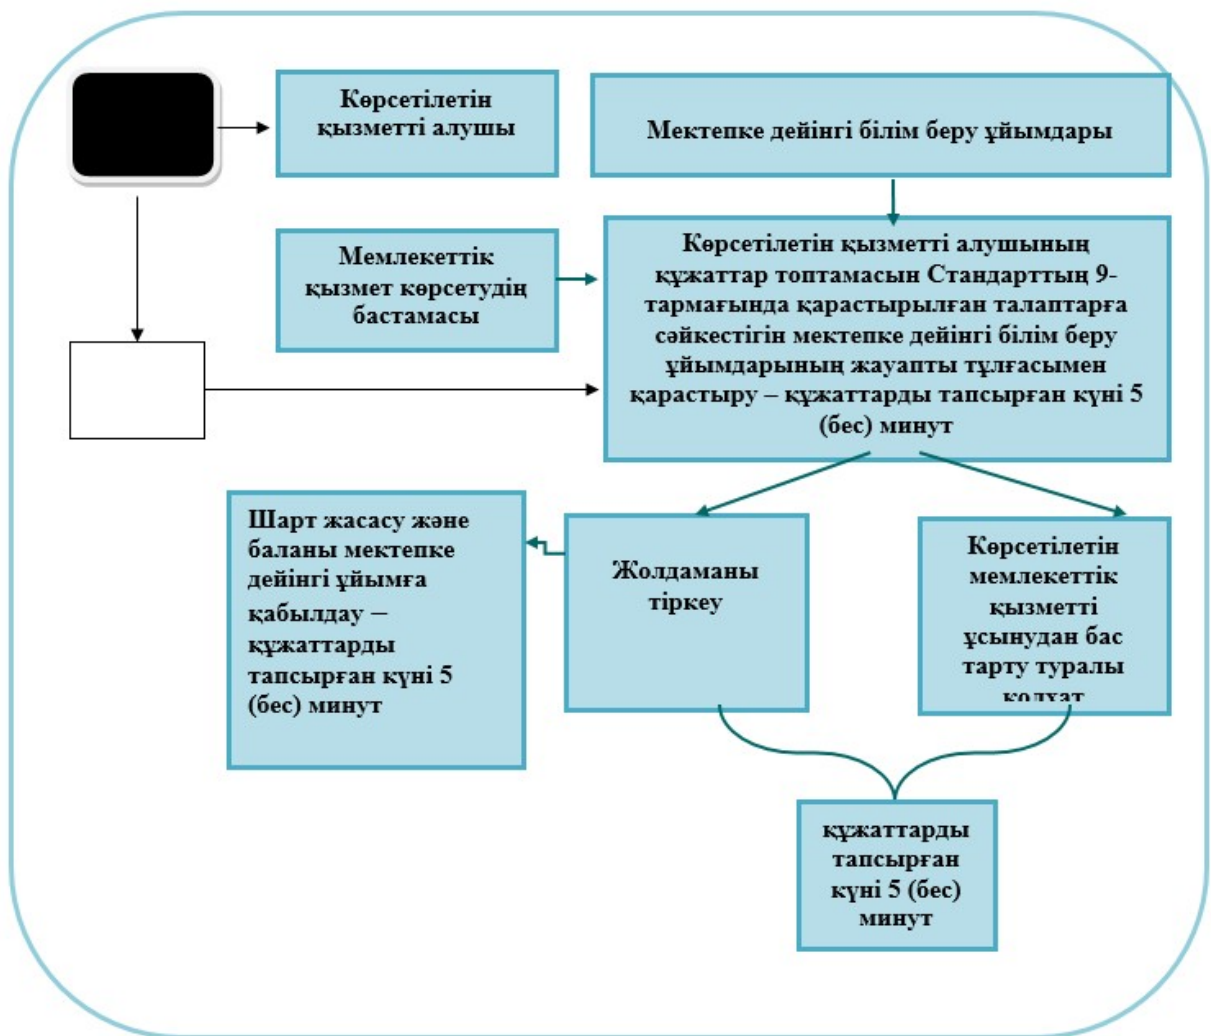 Көрсетілетін
қызметті алушы
Мектепке дейінгі білім беру ұйымдары
Мемлекеттік
қызмет көрсетудің
бастамасы
Көрсетілетін қызметті алушының
құжаттар топтамасын Стандарттың 9-
тармағында қарастырылған талаптарға
сәйкестігін мектепке дейінгі білім беру
ұйымдарының жауапты тұлғасымен
қарастыру – құжаттарды тапсырған күні 5
(бес) минут
Шарт жасасу және
баланы мектепке
дейінгі ұйымға
қабылдау –
құжаттарды
тапсырған күні 5
(бес) минут
Жолдаманы
тіркеу
Көрсетілетін
мемлекеттік
қызметті
ұсынудан бас
тарту туралы
қолхат
құжаттарды
тапсырған
күні 5 (бес)
минут